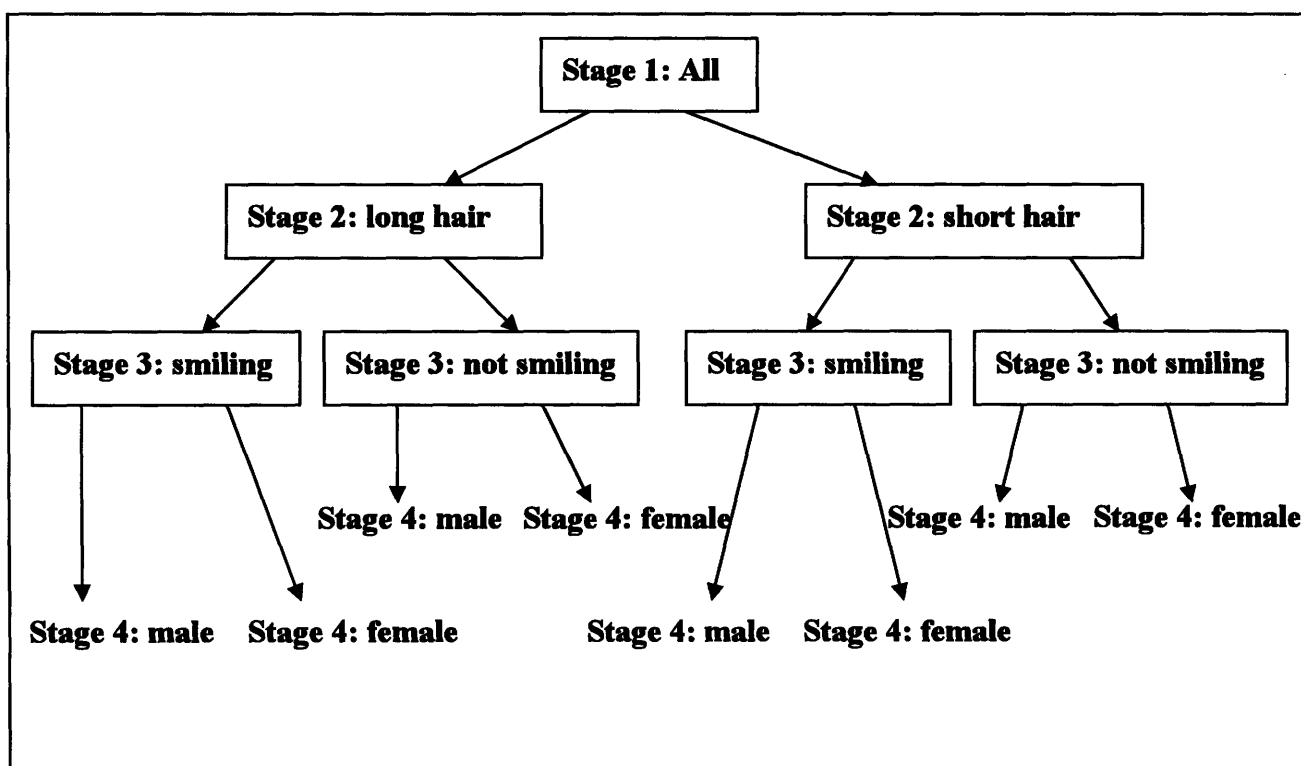 Stage 1: All
Stage 2: long hair
Stage 2: short hair
Stage 3: smiling
Stage 3: not smiling
Stage 3: smiling
Stage 3: not smiling
Stage 4: male
Stage 4: female
Stage 4: male
Stage 4: female
Stage 4: male
Stage 4: female
Stage 4: male
Stage 4: female